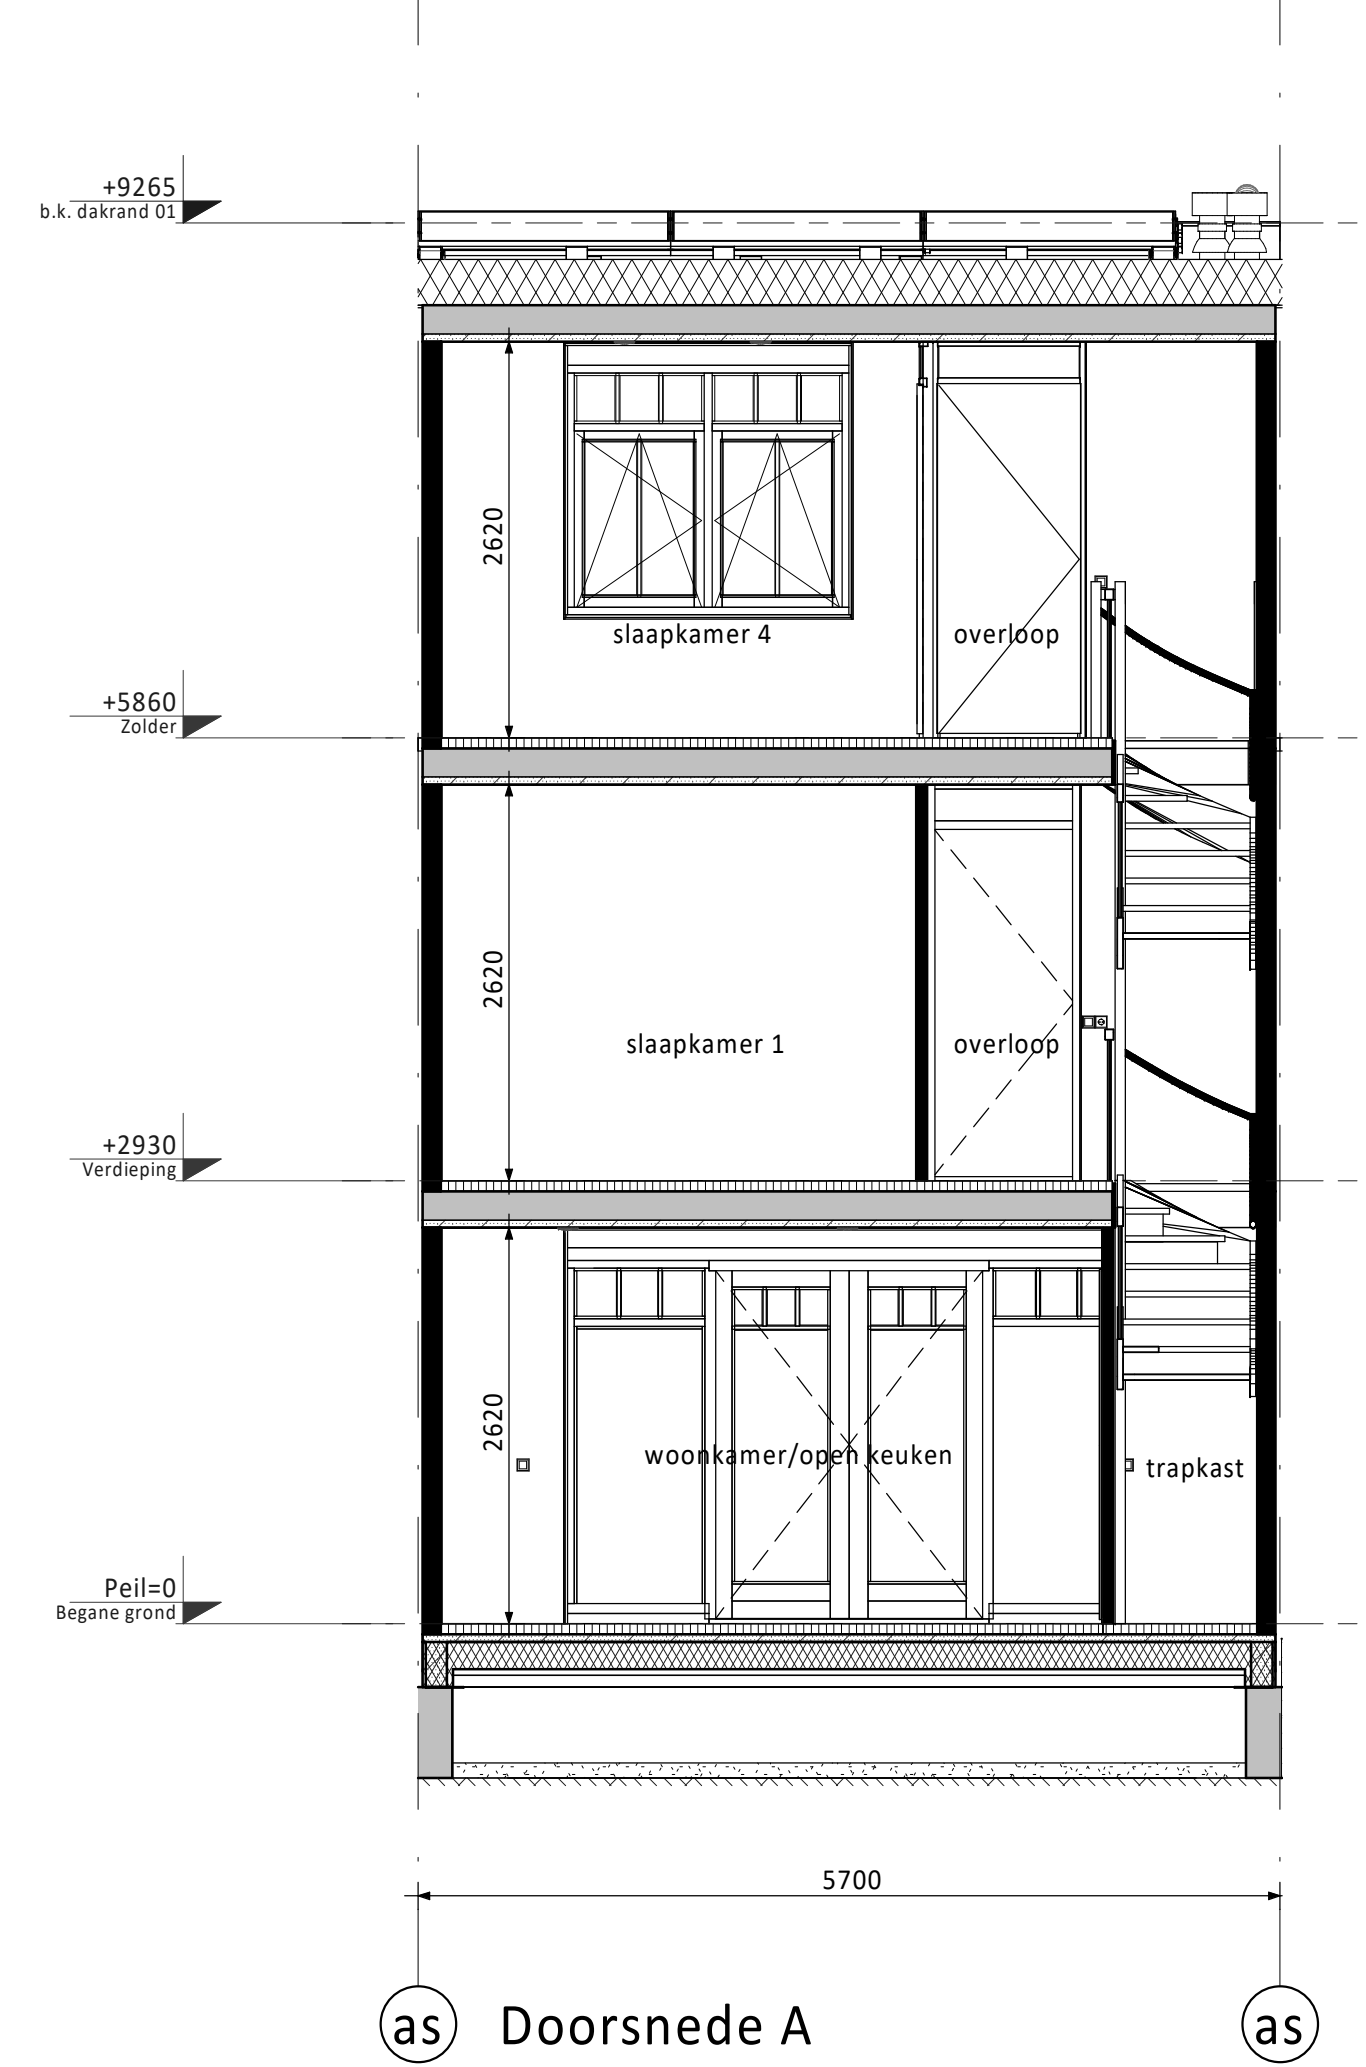 +9265
b.k. dakrand 01
2620
slaapkamer 4
overloop
+5860
Zolder
2620
slaapkamer 1
overloop
+2930
Verdieping
2620
woonkamer/open keuken
trapkast
Peil=0
Begane grond
5700
as
Doorsnede A
as